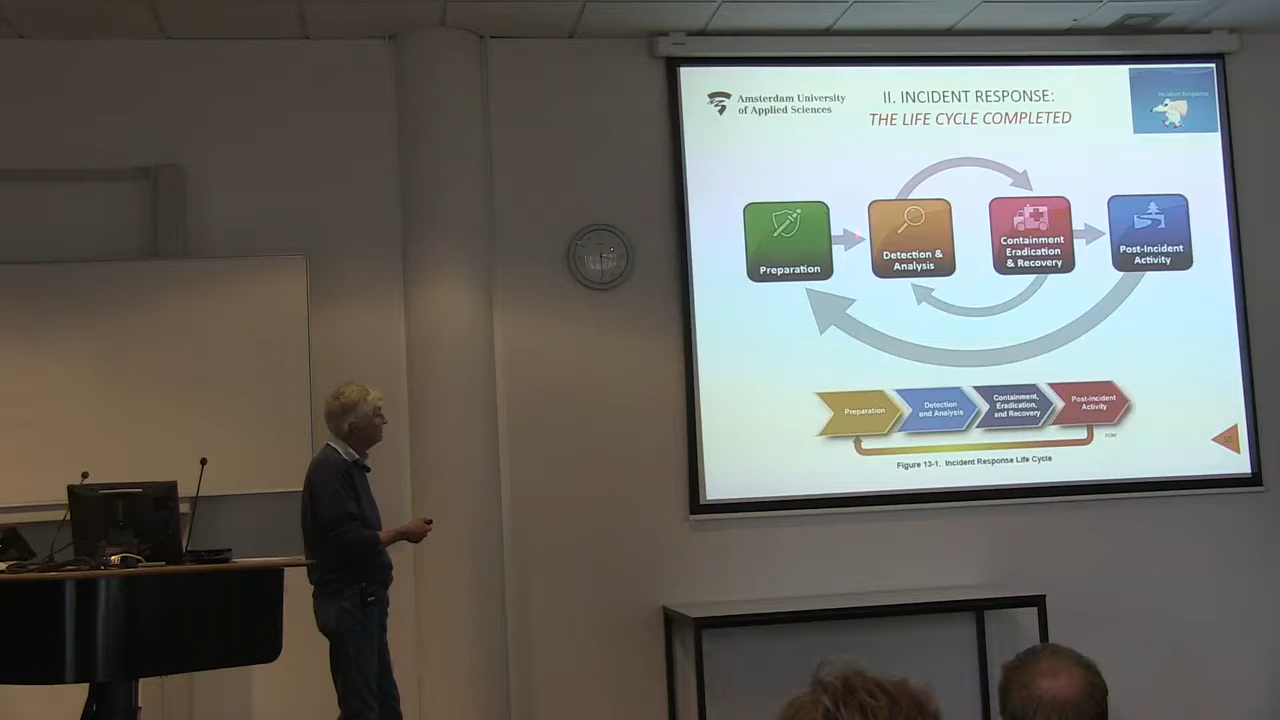 Amsterdam University
of Applied Sciences
II. INCIDENT RESPONSE:
THE LIFE CYCLE COMPLETED
Incident Response
Preparation
Detection &
Analysis
Containment
Eradication
& Recovery
Post-Incident
Activity
Preparation
Detection
and Analysis
Containment,
Eradication,
and Recovery
Post-Incident
Activity
Figure 13-1. Incident Response Life Cycle